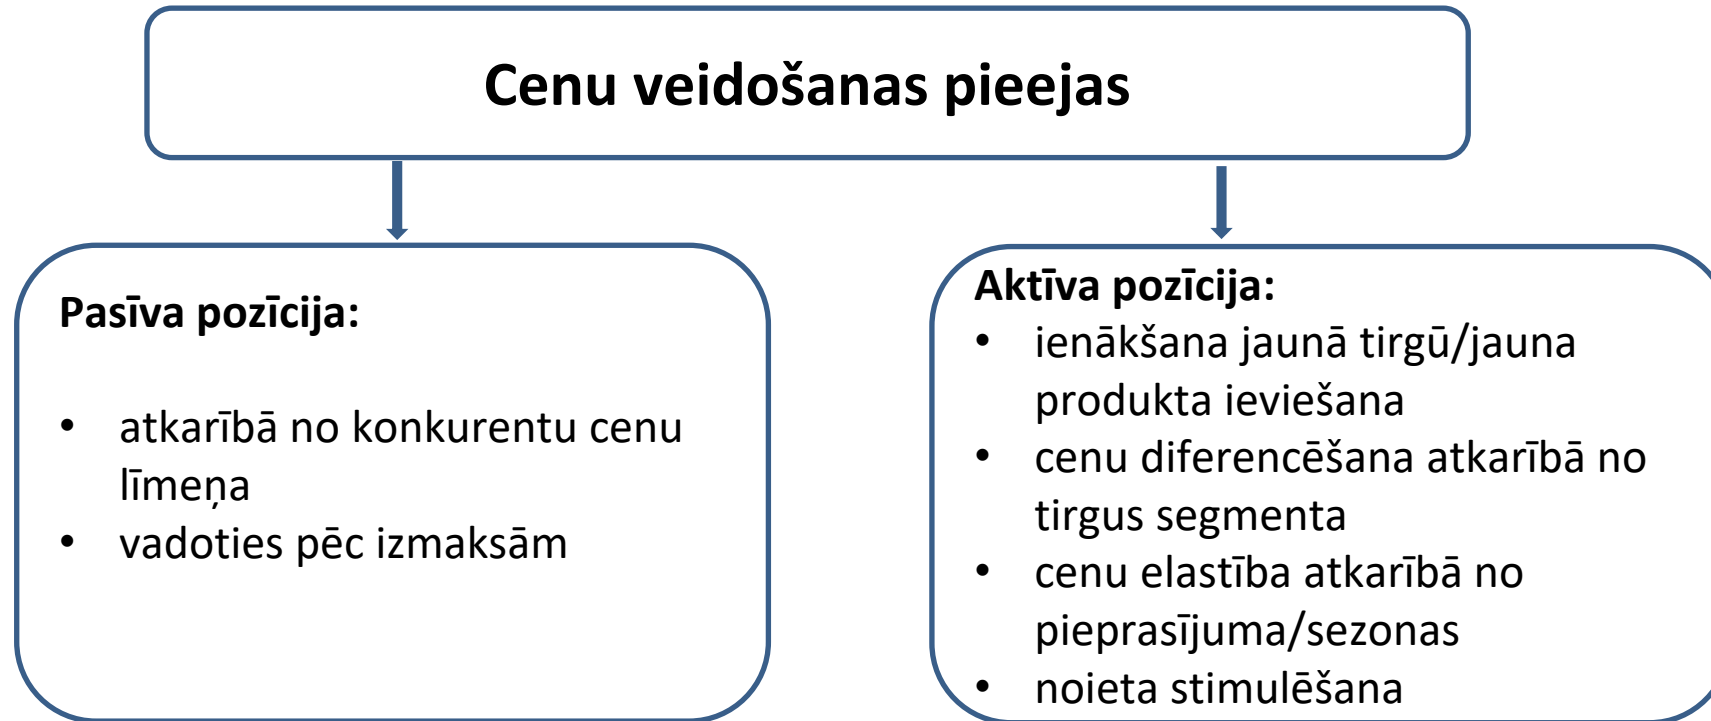 Cenu veidošanas pieejas
Pasīva pozīcija:
• atkarībā no konkurentu cenu
līmeņa
• vadoties pēc izmaksām
Aktīva pozīcija:
• ienākšana jaunā tirgū/jauna
produkta ieviešana
• cenu diferencēšana atkarībā no
tirgus segmenta
• cenu elastība atkarībā no
pieprasījuma/sezonas
• noieta stimulēšana